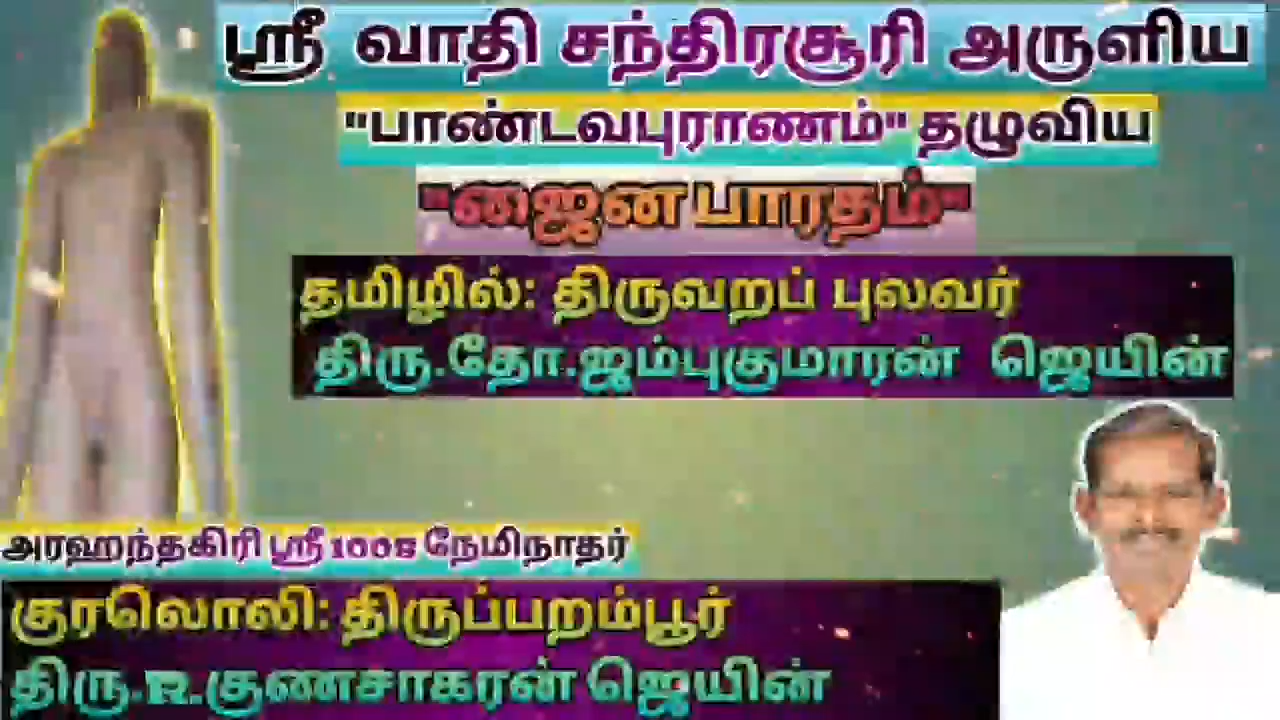 ஸ்ரீ வாதி சந்திரசூரி அருளிய
"பாண்டவபுராணம்" தழுவிய
"ஜைன பாரதம்"
தமிழில்: திருவறப் புலவர்
திரு.தோ.ஜம்புகுமாரன் ஜெயின்
அரஹந்தகிரி ஸ்ரீ 1008 நேமிநாதர்
குரலொலி: திருப்பறம்பூர்
திரு.R.குணசாகரன் ஜெயின்